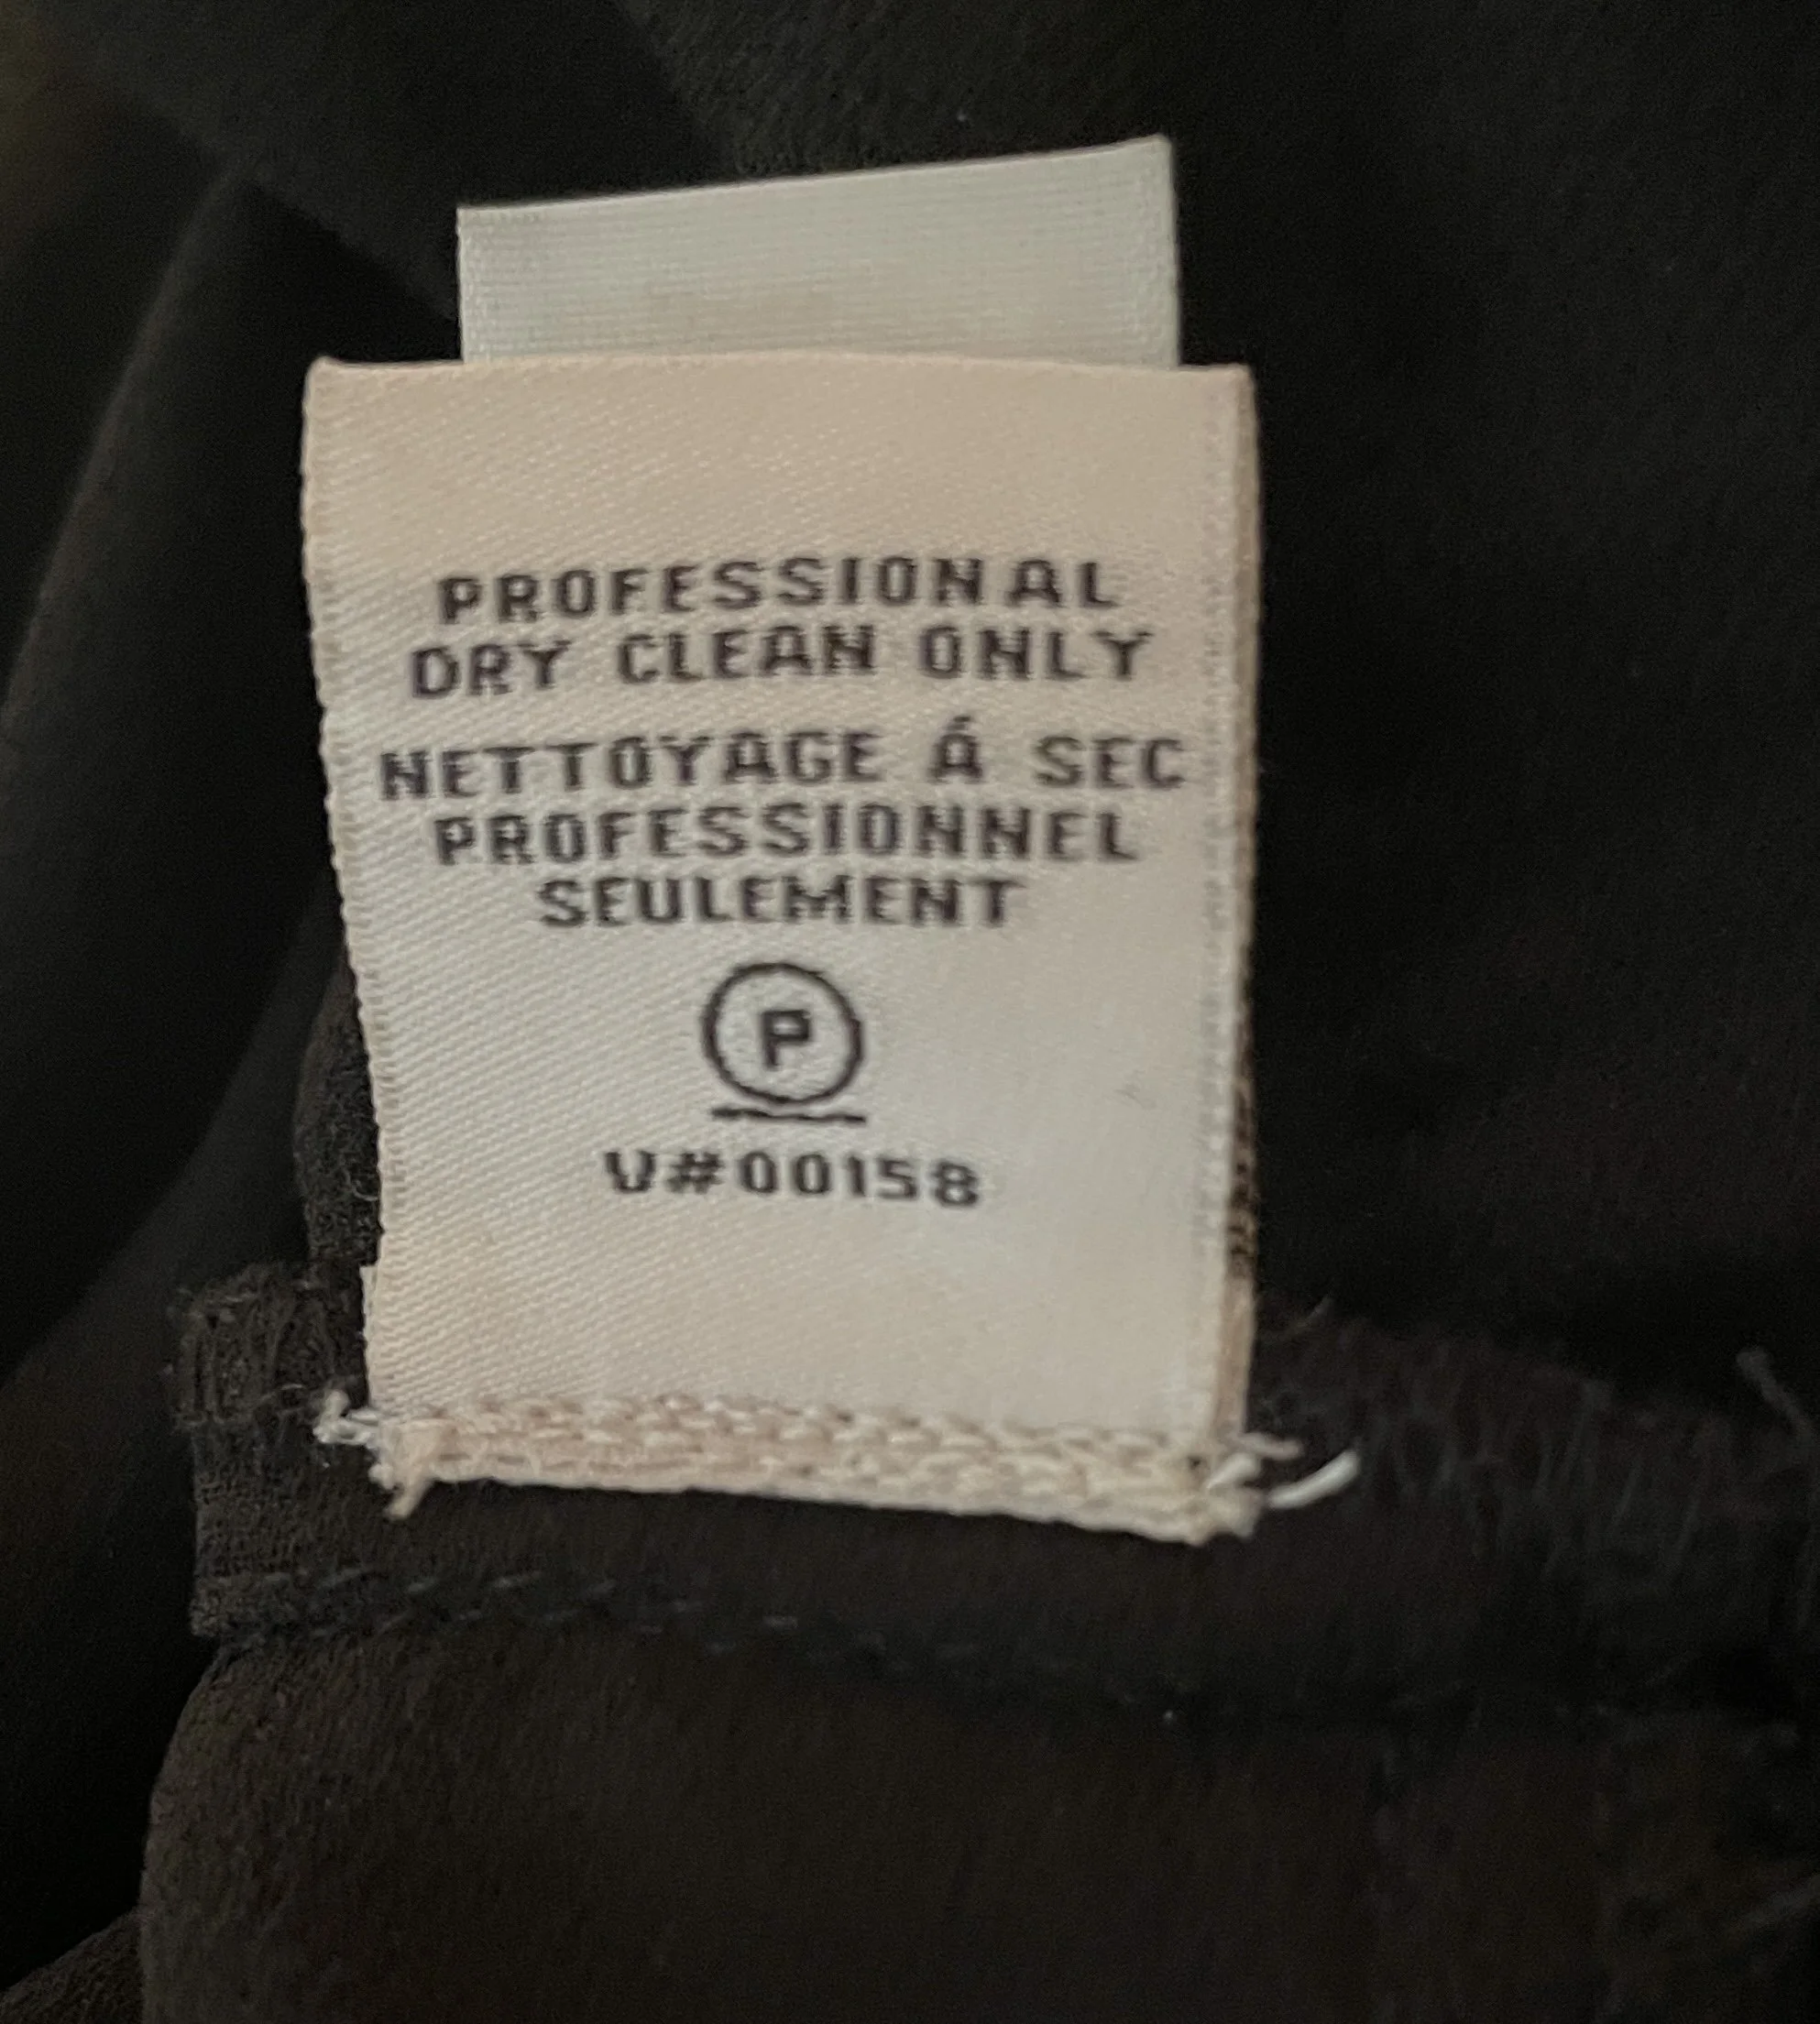 PROFESSIONAL
DRY CLEAN ONLY
NETTOYAGE Á SEC
PROFESSIONNEL
SEULEMENT
P
V#00158